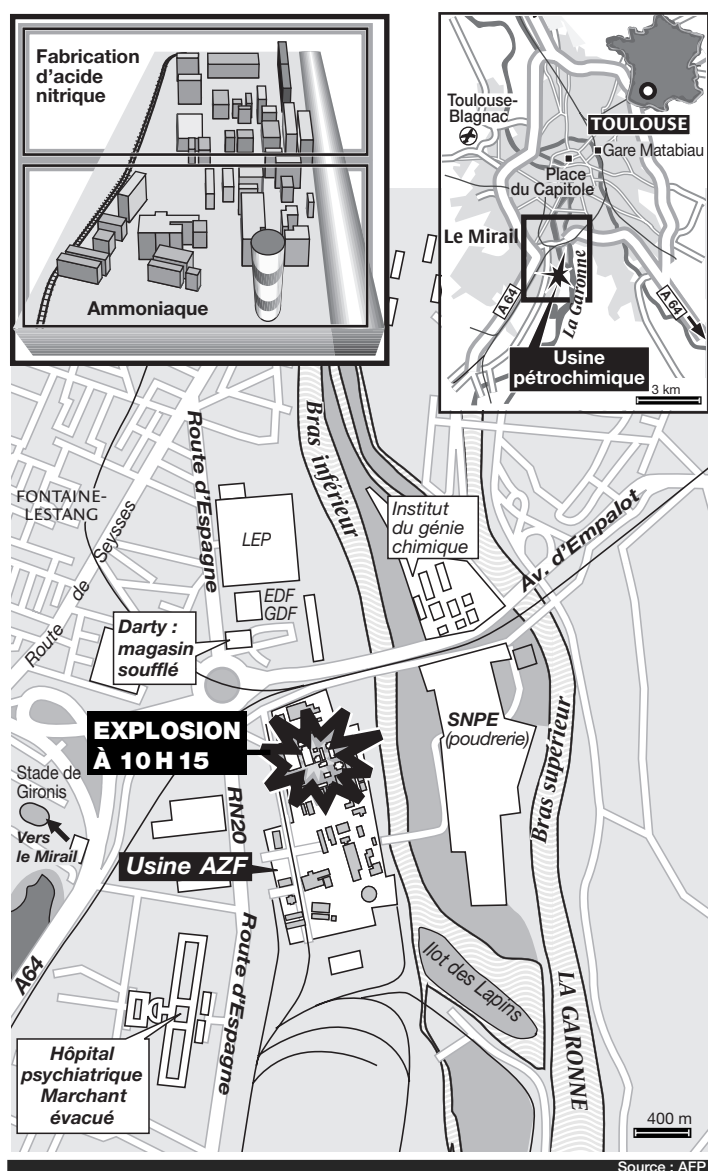 Fabrication
d'acide
nitrique
Ammoniaque
Toulouse-
Blagnac
TOULOUSE
Gare Matabiau
Place
du Capitole
Le Mirail
A 64
La Garonne
A 64
Usine
pétrochimique
3 km
Route d'Espagne
Bras inférieur
FONTAINE-
LESTANG
Route de Seysses
LEP
Institut
du génie
chimique
Av. d'Empalot
EDF
GDF
Darty :
magasin
soufflé
EXPLOSION
À 10 H 15
SNPE
(poudrerie)
Bras supérieur
Stade de
Gironis
Vers
le Mirail
RN20
Usine AZF
A64
Route d'Espagne
Ilot des Lapins
LA GARONNE
Hôpital
psychiatrique
Marchant
évacué
400 m
Source : AFP